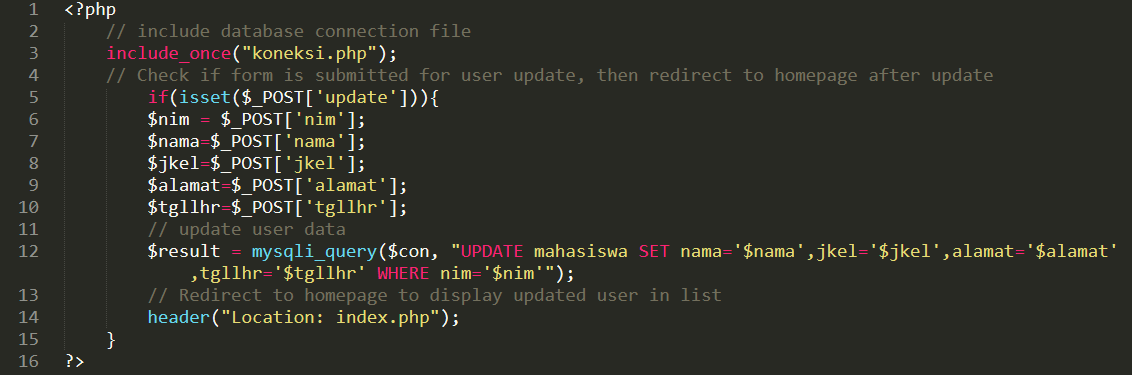 1 <?php
2 // include database connection file
3 include_once("koneksi.php");
4 // Check if form is submitted for user update, then redirect to homepage after update
5 if(isset($_POST['update'])){
6 $nim = $_POST['nim'];
7 $nama=$_POST['nama'];
8 $jkel=$_POST['jkel'];
9 $alamat=$_POST['alamat'];
10 $tgllhr=$_POST['tgllhr'];
11 // update user data
12 $result = mysqli_query($con, "UPDATE mahasiswa SET nama='$nama',jkel='$jkel',alamat='$alamat'
,tgllhr='$tgllhr' WHERE nim='$nim'");
13 // Redirect to homepage to display updated user in list
14 header("Location: index.php");
15 }
16 ?>